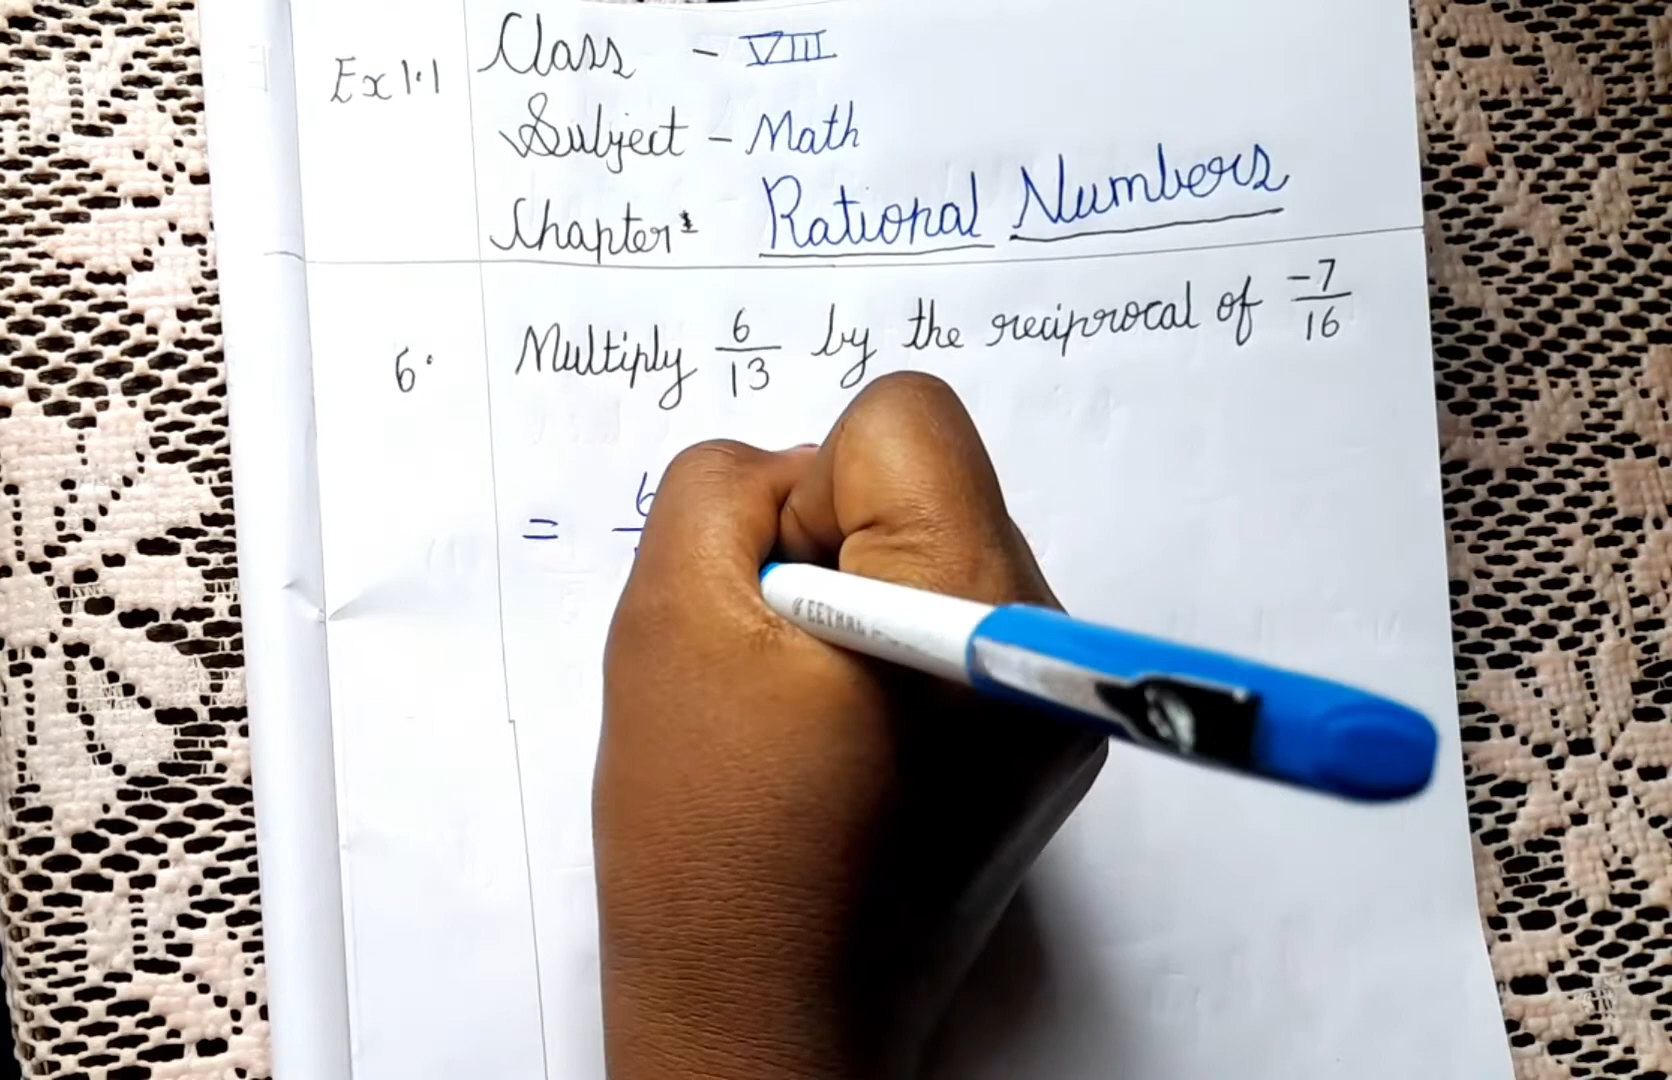 Ex 1.1
Class - VIII
Subject - Math
Chapter: Rational Numbers
6. Multiply 6/13 by the reciprocal of -7/16
= 6